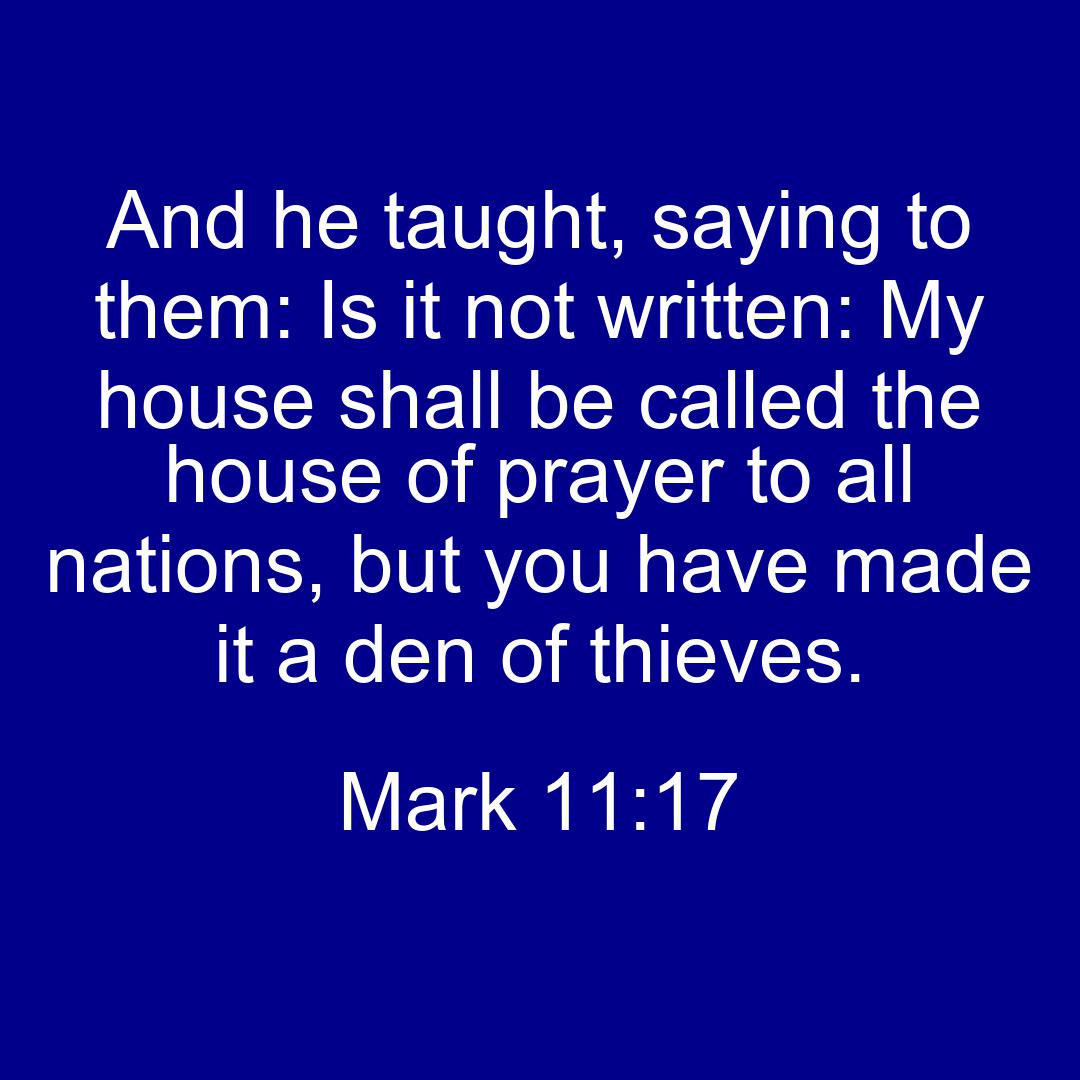 And he taught, saying to
them: Is it not written: My
house shall be called the
house of prayer to all
nations, but you have made
it a den of thieves.
Mark 11:17